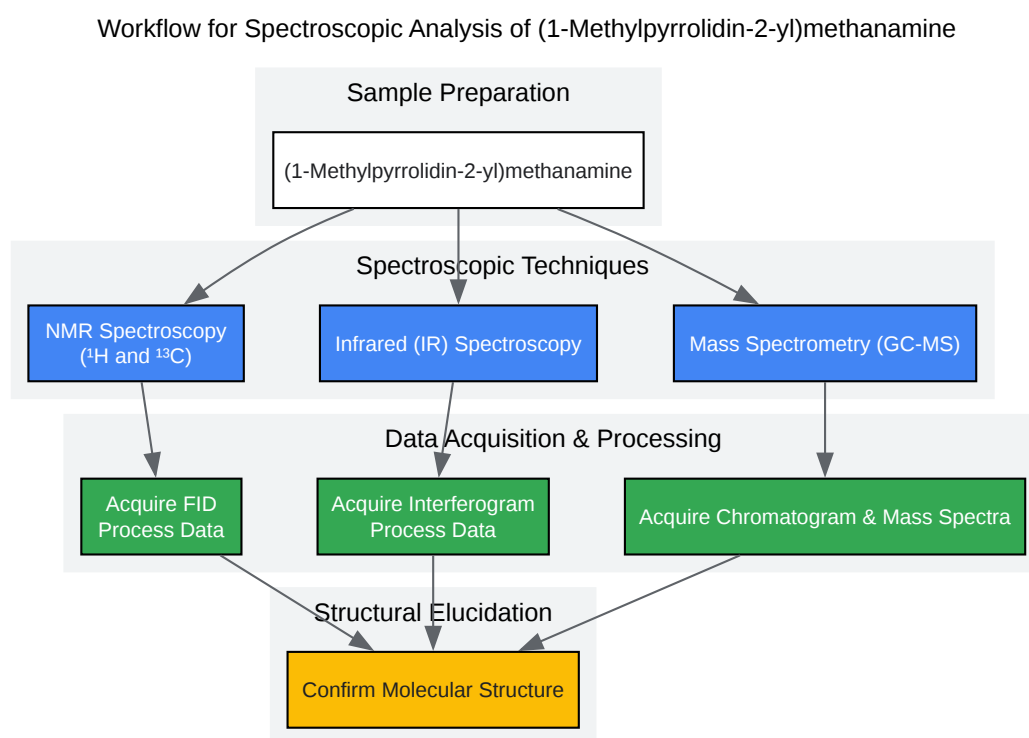 Workflow for Spectroscopic Analysis of (1-Methylpyrrolidin-2-yl)methanamine
Sample Preparation
(1-Methylpyrrolidin-2-yl)methanamine
Spectroscopic Techniques
NMR Spectroscopy
(¹H and ¹³C)
Infrared (IR) Spectroscopy
Mass Spectrometry (GC-MS)
Data Acquisition & Processing
Acquire FID
Process Data
Acquire Interferogram
Process Data
Acquire Chromatogram & Mass Spectra
Structural Elucidation
Confirm Molecular Structure